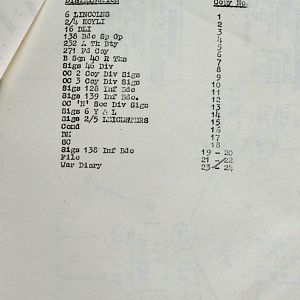 DISTRIBUTION Copy No.
6 LINCOLNS 1
2/4 KOYLI 2
16 DLI 3
138 Bde Sp Gp 4
232 A Tk Bty 5
271 Fd Coy 6
B Sqn 40 R Tks 7
Sigs 46 Div 8
OC 2 Coy Div Sigs 9
OC 3 Coy Div Sigs 10
Sigs 128 Inf Bde 11
Sigs 139 Inf Bde. 12
OC 'N' Sec Div Sigs 13
Sigs 6 Y & L 14
Sigs 2/5 LEICESTERS 15
Comd 16
BM 17
SC 18
Sigs 138 Inf Bde 19 - 20
File 21 - 22
War Diary 23 - 24